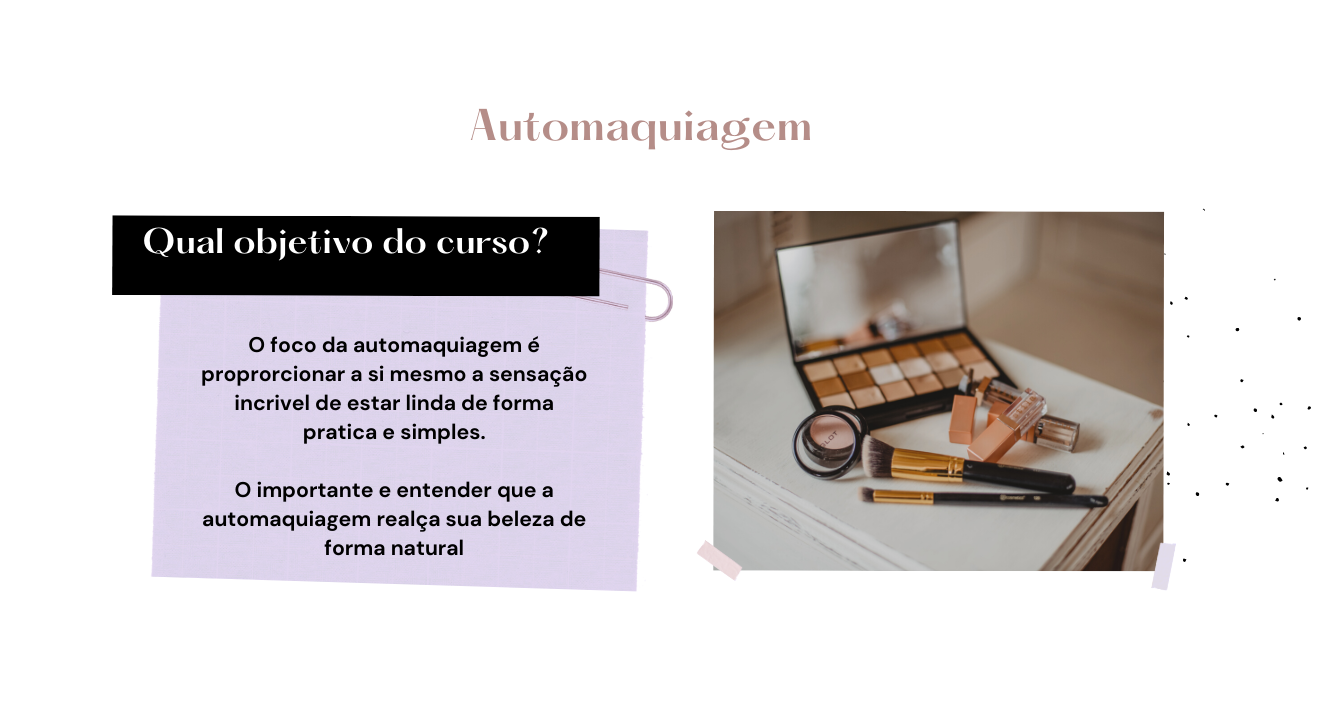 Automaquiagem
Qual objetivo do curso?
O foco da automaquiagem é
proprorcionar a si mesmo a sensação
incrivel de estar linda de forma
pratica e simples.
O importante e entender que a
automaquiagem realça sua beleza de
forma natural